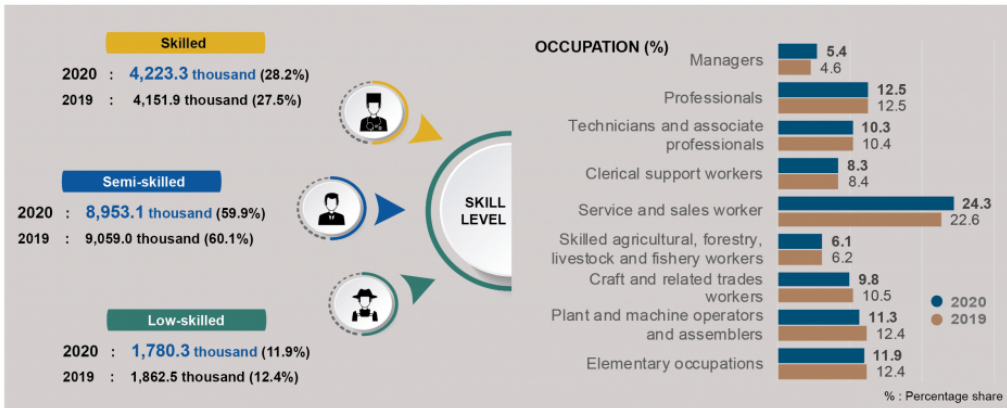 Skilled
2020 : 4,223.3 thousand (28.2%)
2019 : 4,151.9 thousand (27.5%)
Semi-skilled
2020 : 8,953.1 thousand (59.9%)
2019 : 9,059.0 thousand (60.1%)
Low-skilled
2020 : 1,780.3 thousand (11.9%)
2019 : 1,862.5 thousand (12.4%)
SKILL
LEVEL
OCCUPATION (%)
Managers
5.4
4.6
Professionals
12.5
12.5
Technicians and associate
professionals
10.3
10.4
Clerical support workers
8.3
8.4
Service and sales worker
24.3
22.6
Skilled agricultural, forestry,
livestock and fishery workers
6.1
6.2
Craft and related trades
workers
9.8
10.5
Plant and machine operators
and assemblers
11.3
12.4
Elementary occupations
11.9
12.4
2020
2019
% : Percentage share